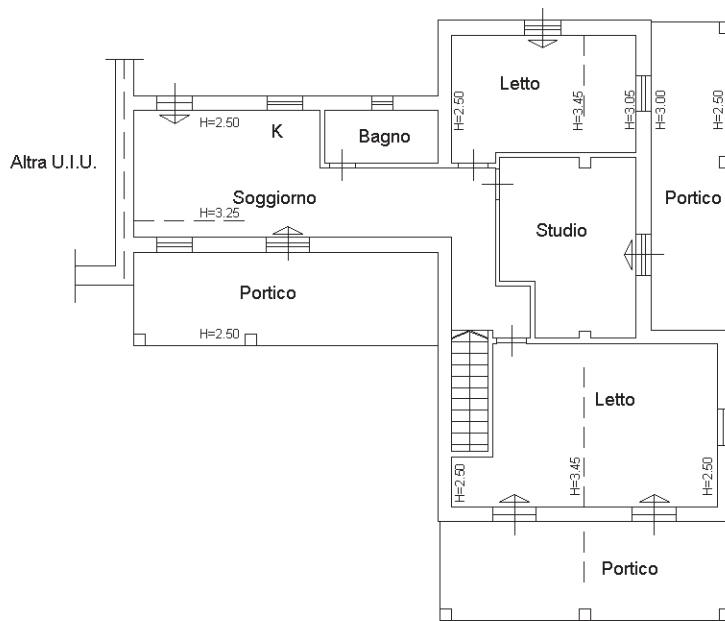 Letto
H=2.50
H=3.45
H=3.05
H=3.00
H=2.50
H=2.50
K
Bagno
Altra U.I.U.
Soggiorno
H=3.25
Portico
Studio
Portico
H=2.50
Letto
H=2.50
H=3.45
H=2.50
Portico